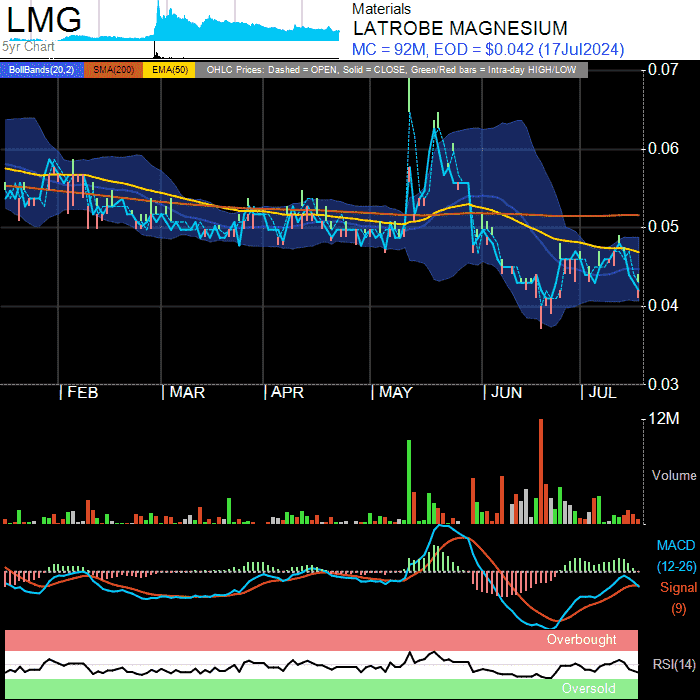 LMG
5yr Chart
Materials
LATROBE MAGNESIUM
MC = 92M, EOD = $0.042 (17Jul2024)
BollBands(20,2) SMA(200) EMA(50) OHLC Prices: Dashed = OPEN, Solid = CLOSE, Green/Red bars = Intra-day HIGH/LOW
0.07
0.06
0.05
0.04
0.03
FEB MAR APR MAY JUN JUL
12M
Volume
MACD
(12-26)
Signal
(9)
Overbought
RSI(14)
Oversold